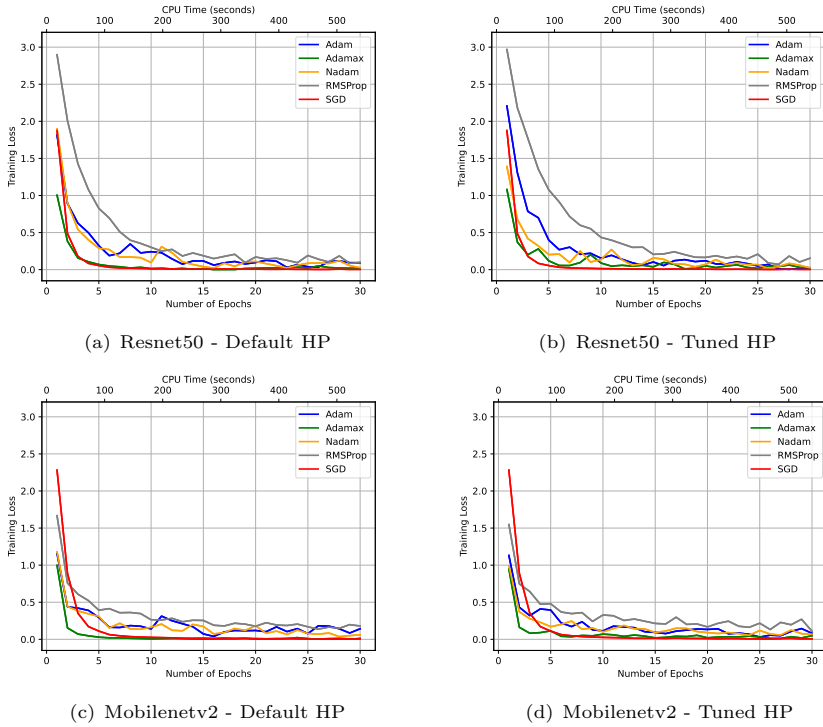 CPU Time (seconds)
0 100 200 300 400 500
3.0
2.5
2.0
1.5
1.0
0.5
0.0
Training Loss
Adam
Adamax
Nadam
RMSProp
SGD
0 5 10 15 20 25 30
Number of Epochs
(a) Resnet50 - Default HP
CPU Time (seconds)
0 100 200 300 400 500
3.0
2.5
2.0
1.5
1.0
0.5
0.0
Training Loss
Adam
Adamax
Nadam
RMSProp
SGD
0 5 10 15 20 25 30
Number of Epochs
(b) Resnet50 - Tuned HP
CPU Time (seconds)
0 100 200 300 400 500
3.0
2.5
2.0
1.5
1.0
0.5
0.0
Training Loss
Adam
Adamax
Nadam
RMSProp
SGD
0 5 10 15 20 25 30
Number of Epochs
(c) Mobilenetv2 - Default HP
CPU Time (seconds)
0 100 200 300 400 500
3.0
2.5
2.0
1.5
1.0
0.5
0.0
Training Loss
Adam
Adamax
Nadam
RMSProp
SGD
0 5 10 15 20 25 30
Number of Epochs
(d) Mobilenetv2 - Tuned HP